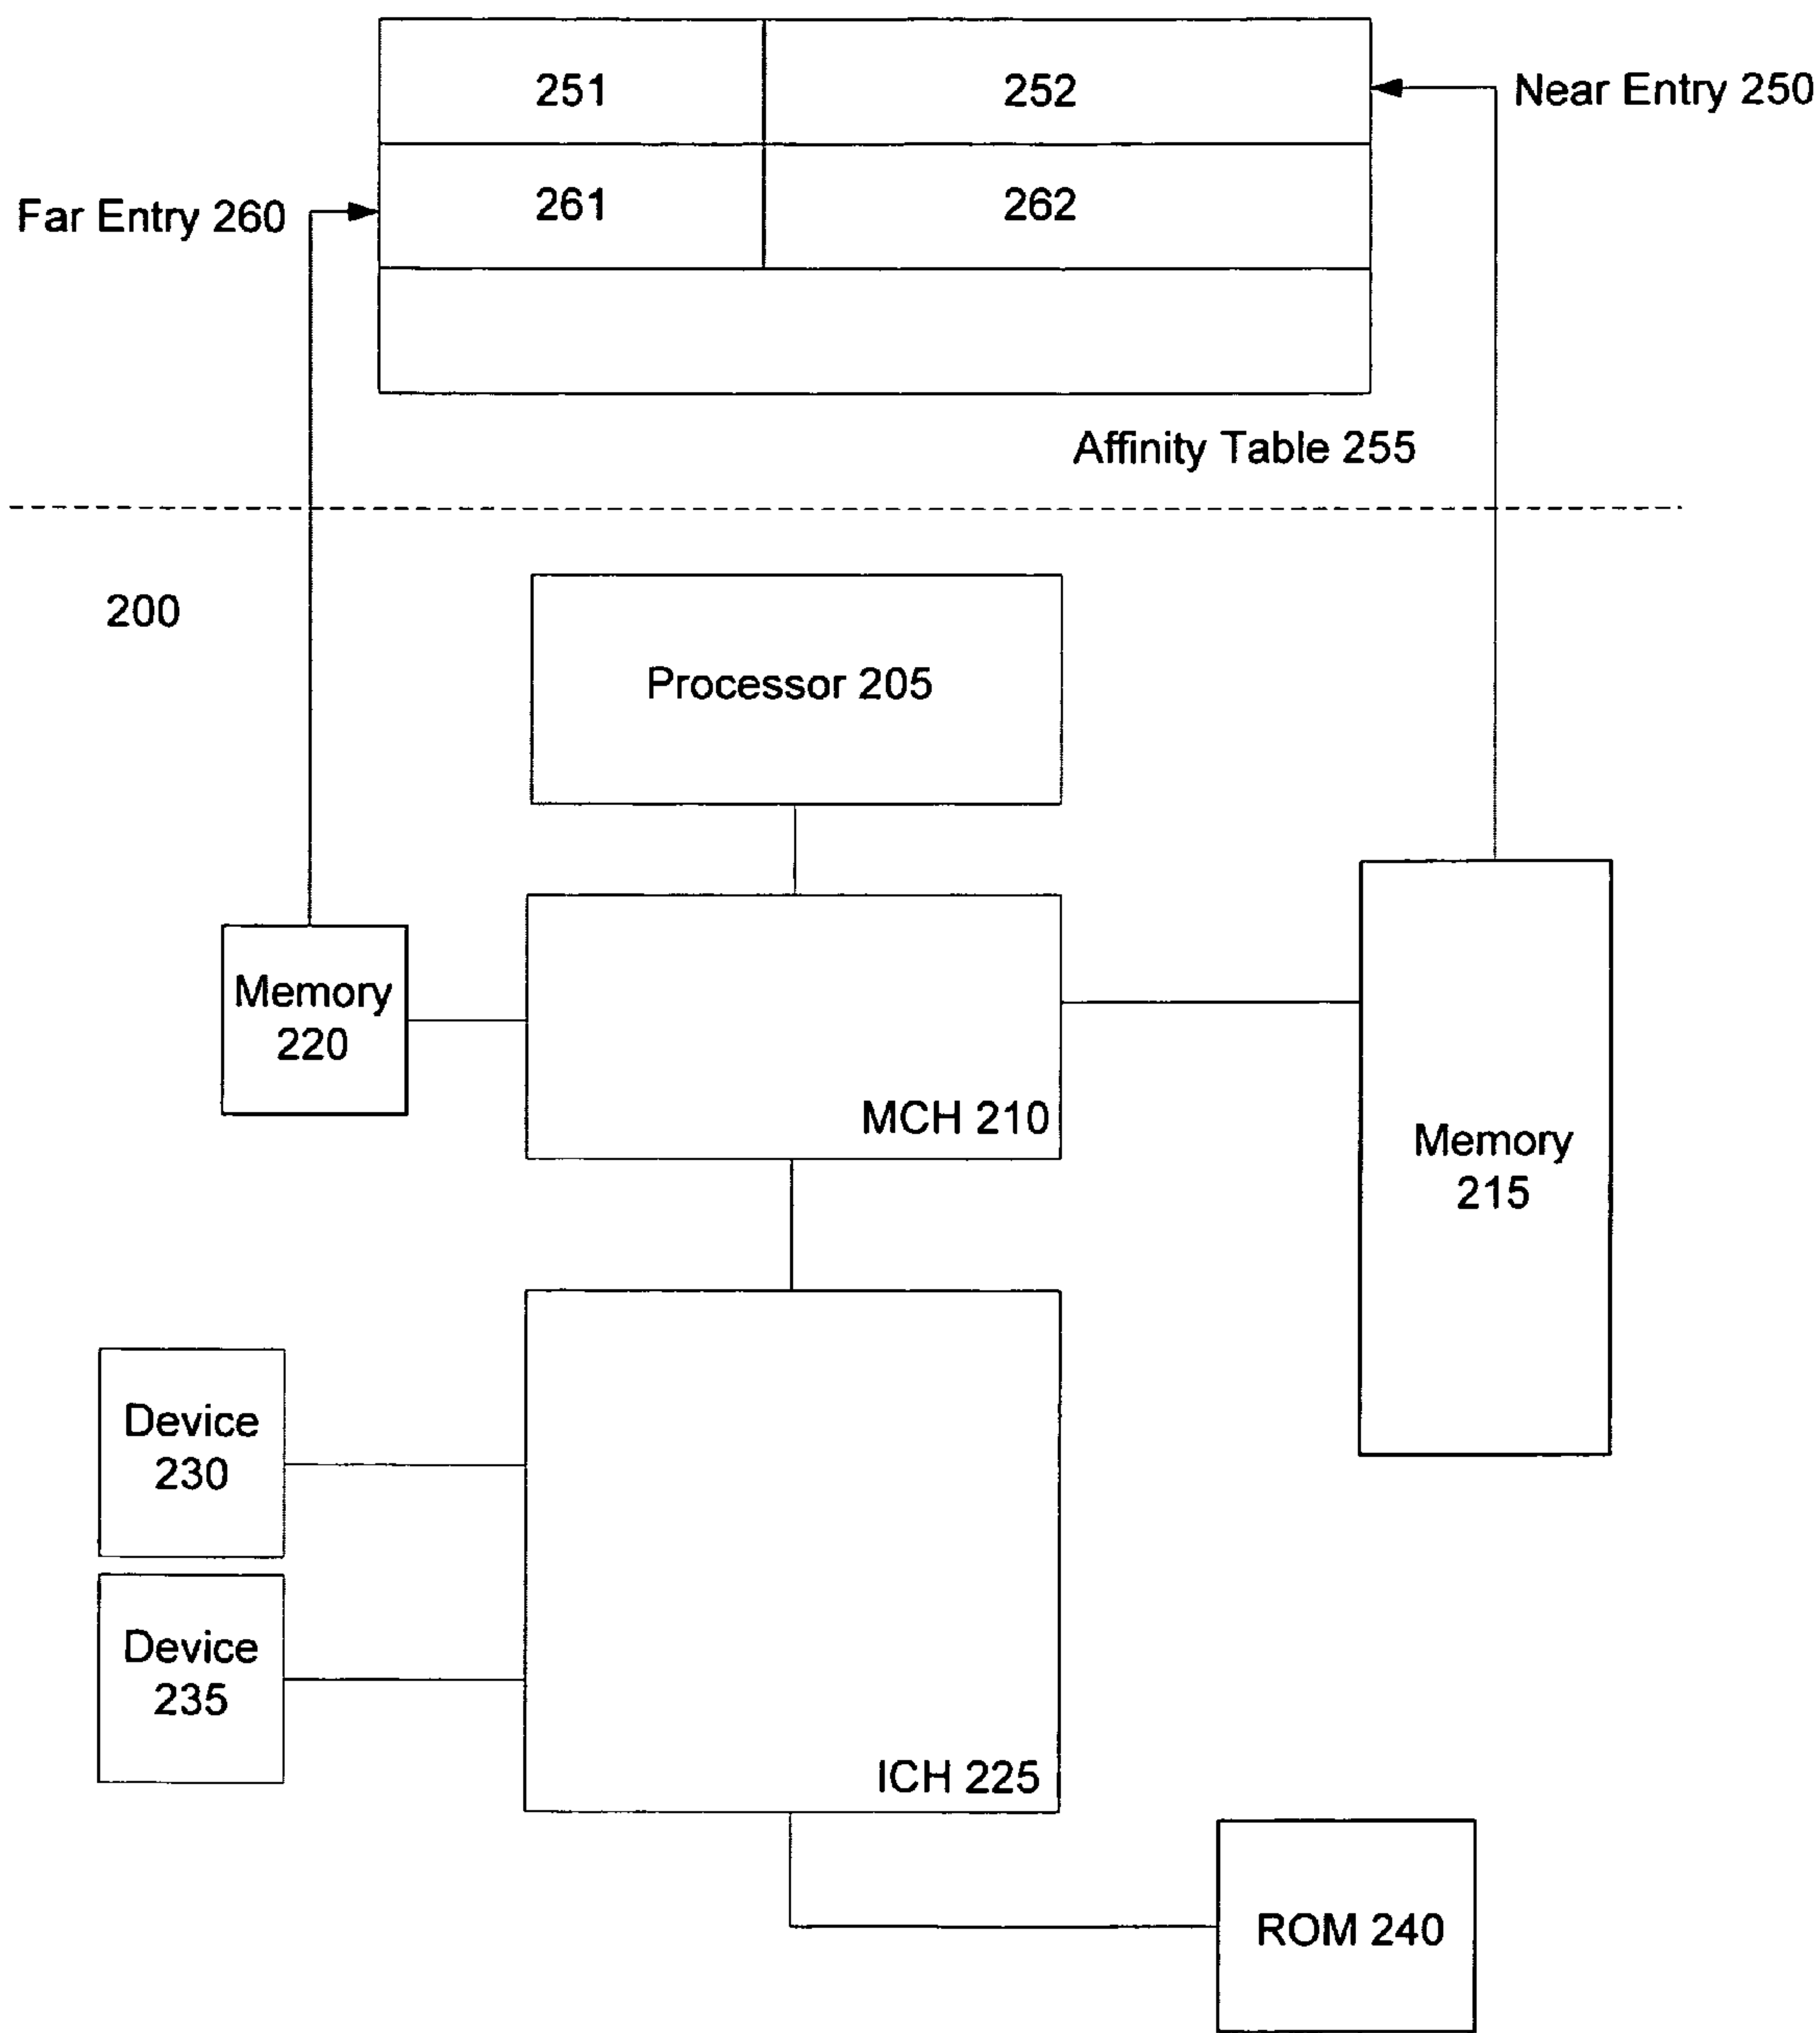 251
252
Near Entry 250
Far Entry 260
261
262
Affinity Table 255
200
Processor 205
Memory
220
MCH 210
Memory
215
Device
230
Device
235
ICH 225
ROM 240